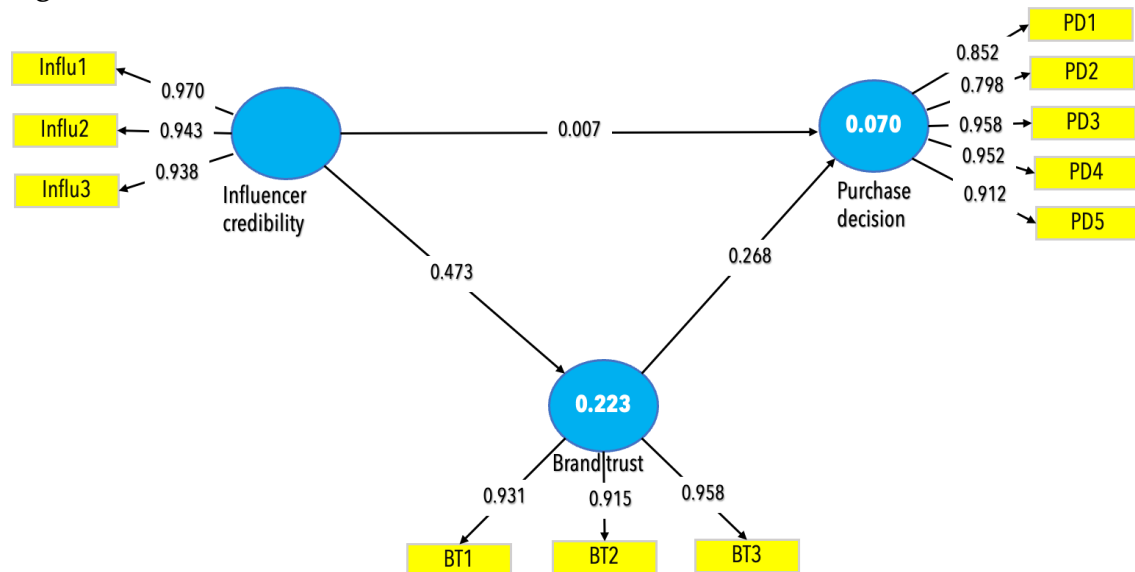 PD1
0.852
Influ1
0.970
PD2
0.798
Influ2
0.943
0.007
0.070
0.958
PD3
0.952
PD4
Influ3
0.938
Influencer
credibility
Purchase
decision
0.912
PD5
0.473
0.268
0.223
Brand trust
0.931
0.915
0.958
BT1
BT2
BT3